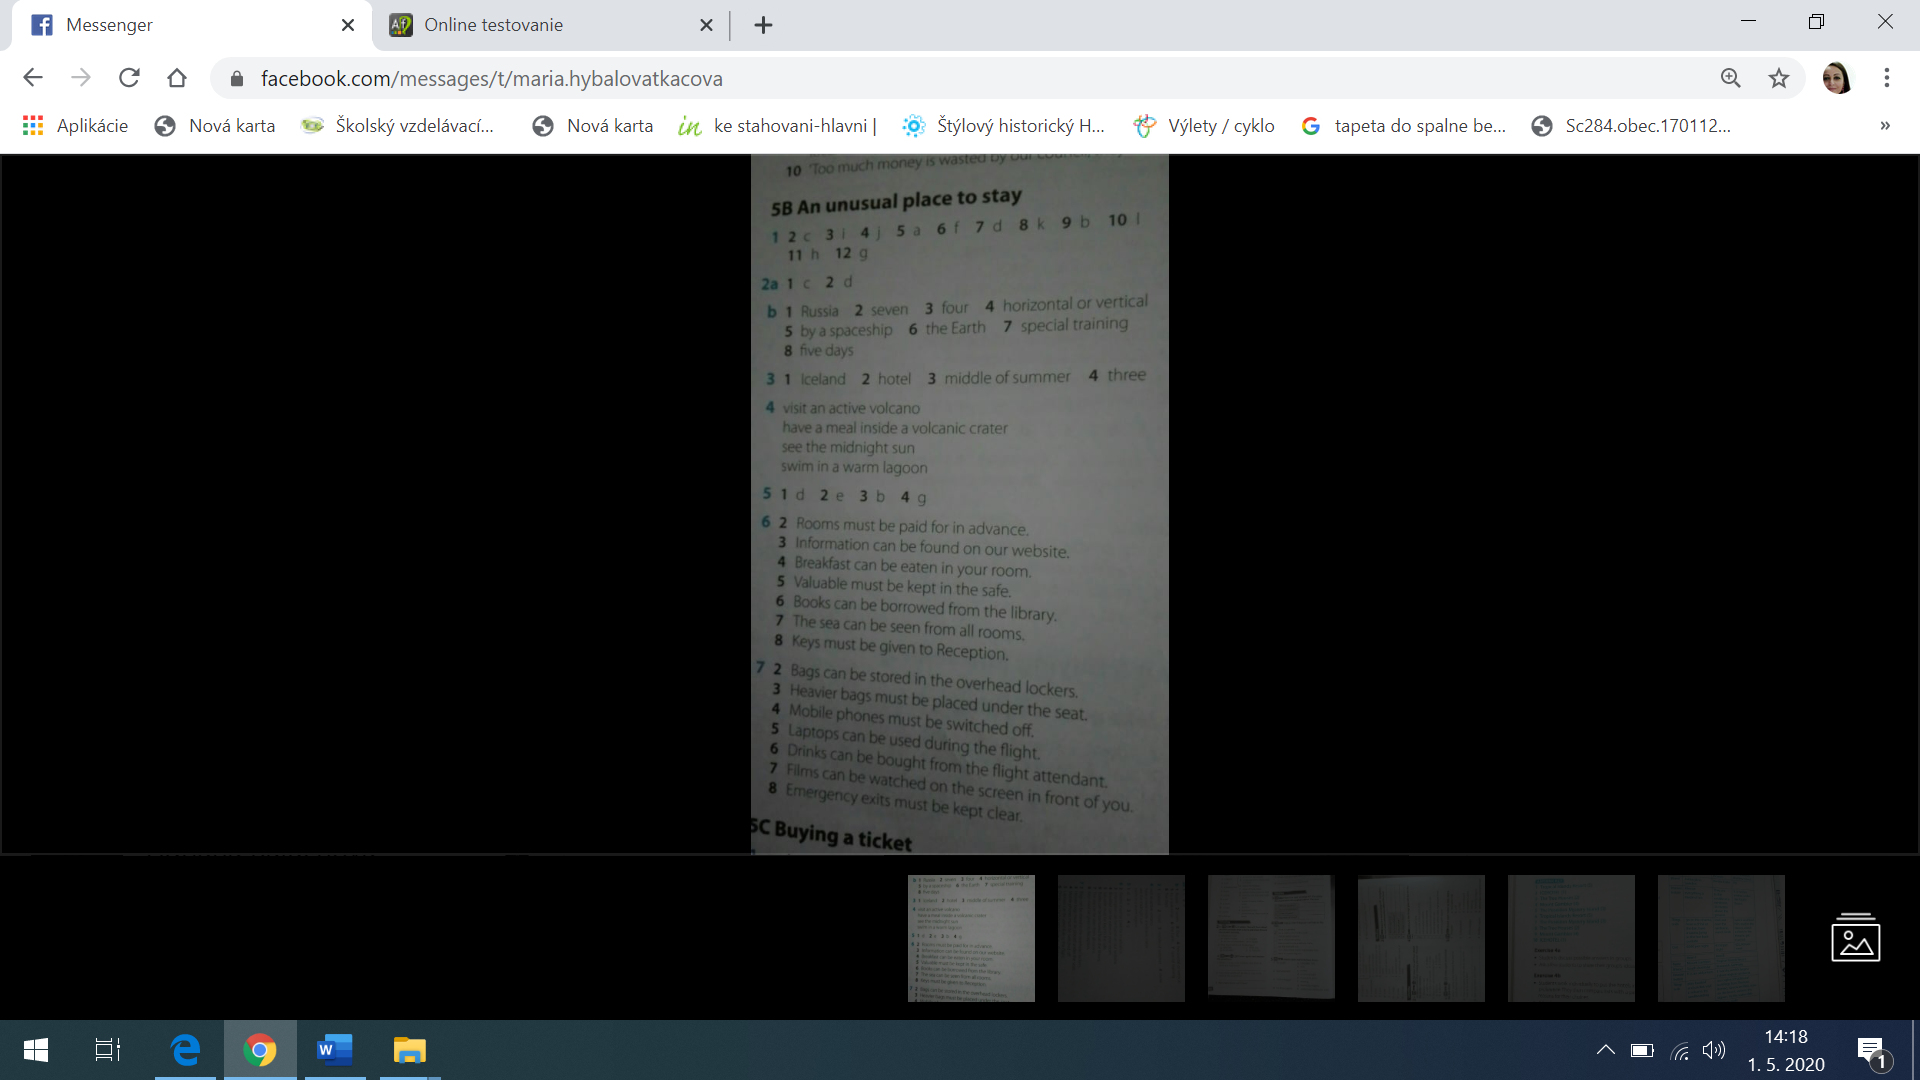 Messenger
Online testovanie
facebook.com/messages/t/maria.hybalovatkacova
Aplikácie
Nová karta
Školský vzdelávací...
Nová karta
in ke stahovani-hlavni |
Štýlový historický H...
Výlety / cyklo
tapeta do spalne be...
Sc284.obec.170112...
»
10 'Too much money is wasted by our
5B An unusual place to stay
1 2 c 3 i 4 j 5 a 6 f 7 d 8 k 9 b 10 l
11 h 12 g
2a 1 c 2 d
b 1 Russia 2 seven 3 four 4 horizontal or vertical
5 by a spaceship 6 the Earth 7 special training
8 five days
3 1 Iceland 2 hotel 3 middle of summer 4 three
4 visit an active volcano
have a meal inside a volcanic crater
see the midnight sun
swim in a warm lagoon
5 1 d 2 e 3 b 4 g
6 2 Rooms must be paid for in advance.
3 Information can be found on our website.
4 Breakfast can be eaten in your room.
5 Valuable must be kept in the safe.
6 Books can be borrowed from the library.
7 The sea can be seen from all rooms.
8 Keys must be given to Reception.
7 2 Bags can be stored in the overhead lockers.
3 Heavier bags must be placed under the seat.
4 Mobile phones must be switched off.
5 Laptops can be used during the flight.
6 Drinks can be bought from the flight attendant.
7 Films can be watched on the screen in front of you.
8 Emergency exits must be kept clear.
5C Buying a ticket
14:18
1. 5. 2020
1